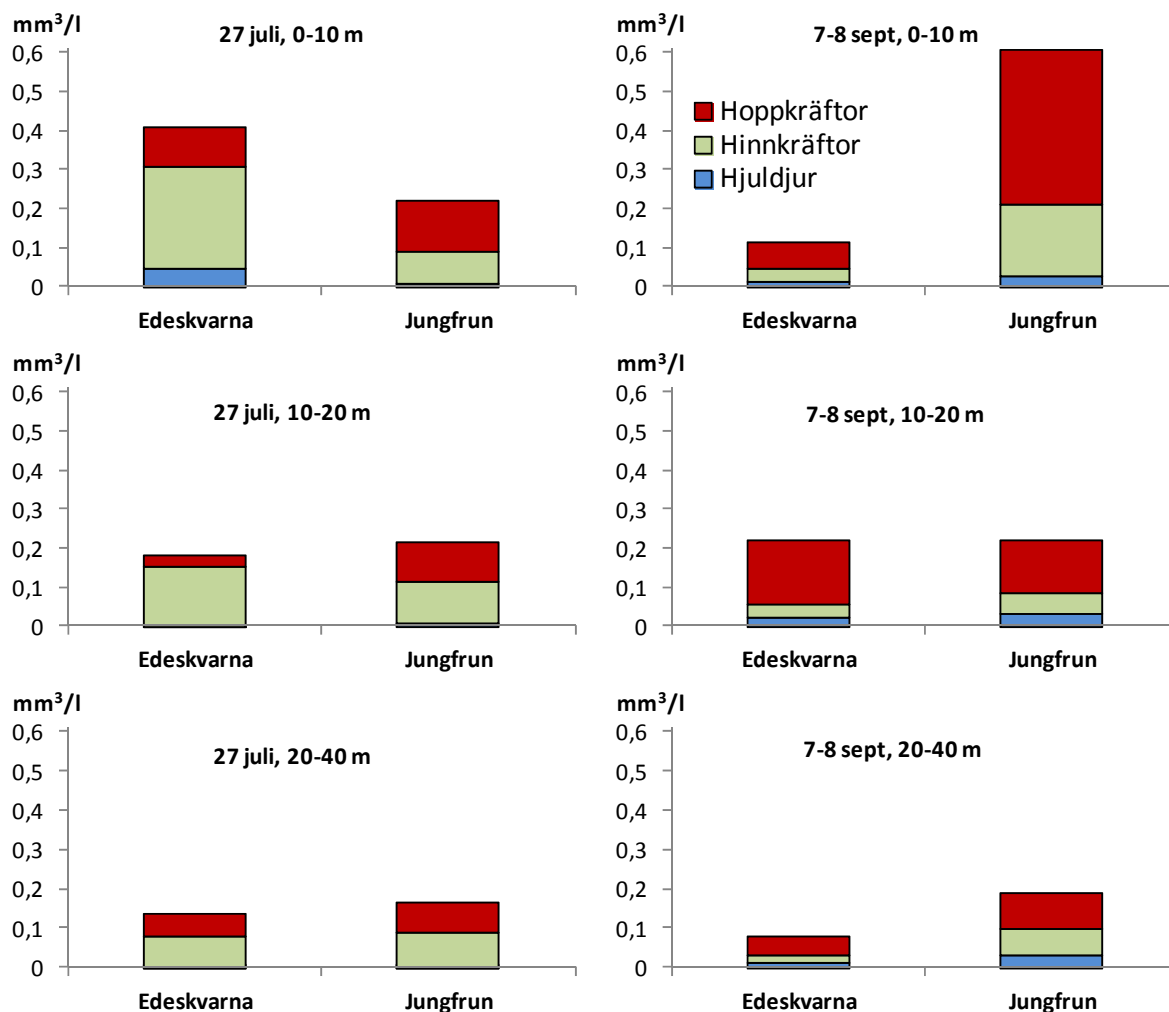 mm³/l
27 juli, 0-10 m
0,6
0,5
0,4
0,3
0,2
0,1
0
Edeskvarna Jungfrun
mm³/l
7-8 sept, 0-10 m
0,6
0,5
0,4
0,3
0,2
0,1
0
Hoppkräftor
Hinnkräftor
Hjuldjur
Edeskvarna Jungfrun
mm³/l
27 juli, 10-20 m
0,6
0,5
0,4
0,3
0,2
0,1
0
Edeskvarna Jungfrun
mm³/l
7-8 sept, 10-20 m
0,6
0,5
0,4
0,3
0,2
0,1
0
Edeskvarna Jungfrun
mm³/l
27 juli, 20-40 m
0,6
0,5
0,4
0,3
0,2
0,1
0
Edeskvarna Jungfrun
mm³/l
7-8 sept, 20-40 m
0,6
0,5
0,4
0,3
0,2
0,1
0
Edeskvarna Jungfrun